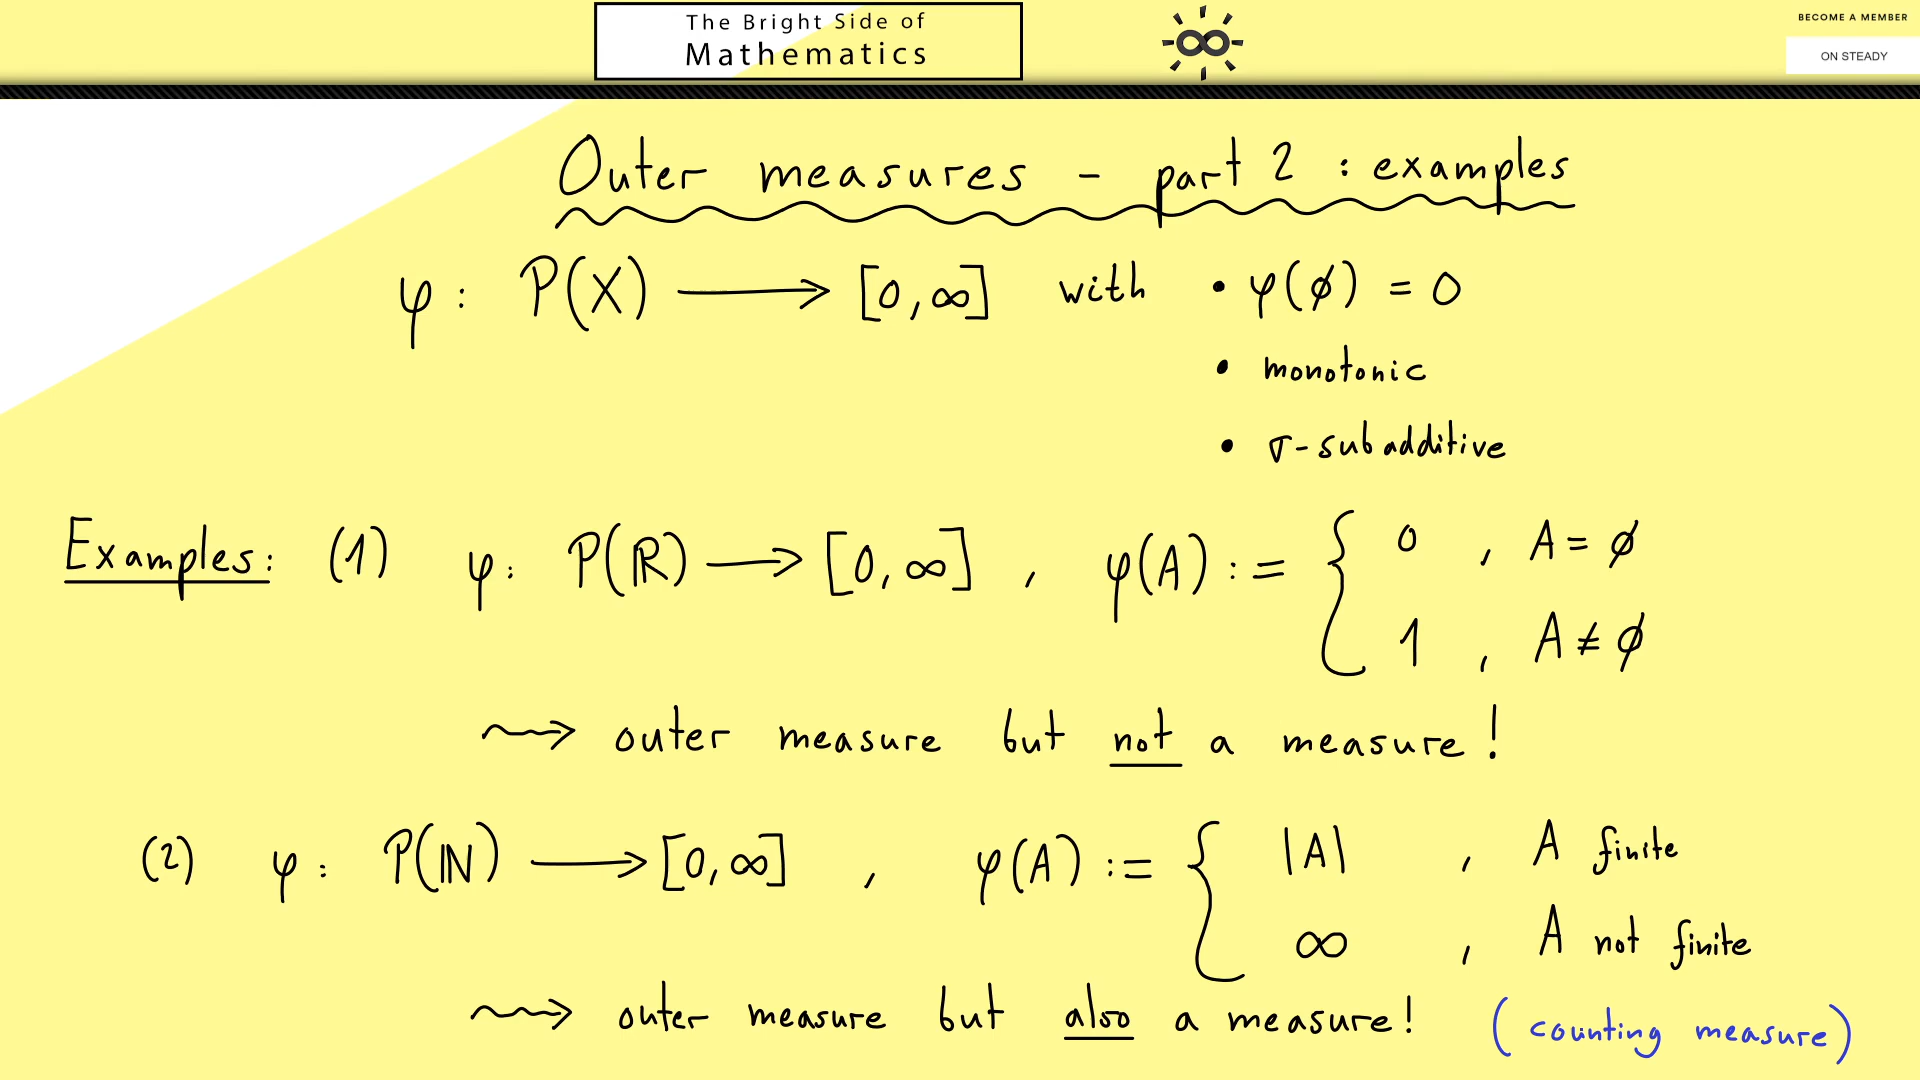 The Bright Side of
Mathematics
BECOME A MEMBER
ON STEADY
Outer measures - part 2 : examples
φ : P(X) ⟶ [0,∞] with • φ(∅) = 0
• monotonic
• σ-subadditive
Examples: (1) φ : P(ℝ) ⟶ [0,∞] , φ(A) := { 0 , A = ∅
1 , A ≠ ∅
⇝ outer measure but not a measure!
(2) φ : P(ℕ) ⟶ [0,∞] , φ(A) := { |A| , A finite
∞ , A not finite
⇝ outer measure but also a measure! (counting measure)